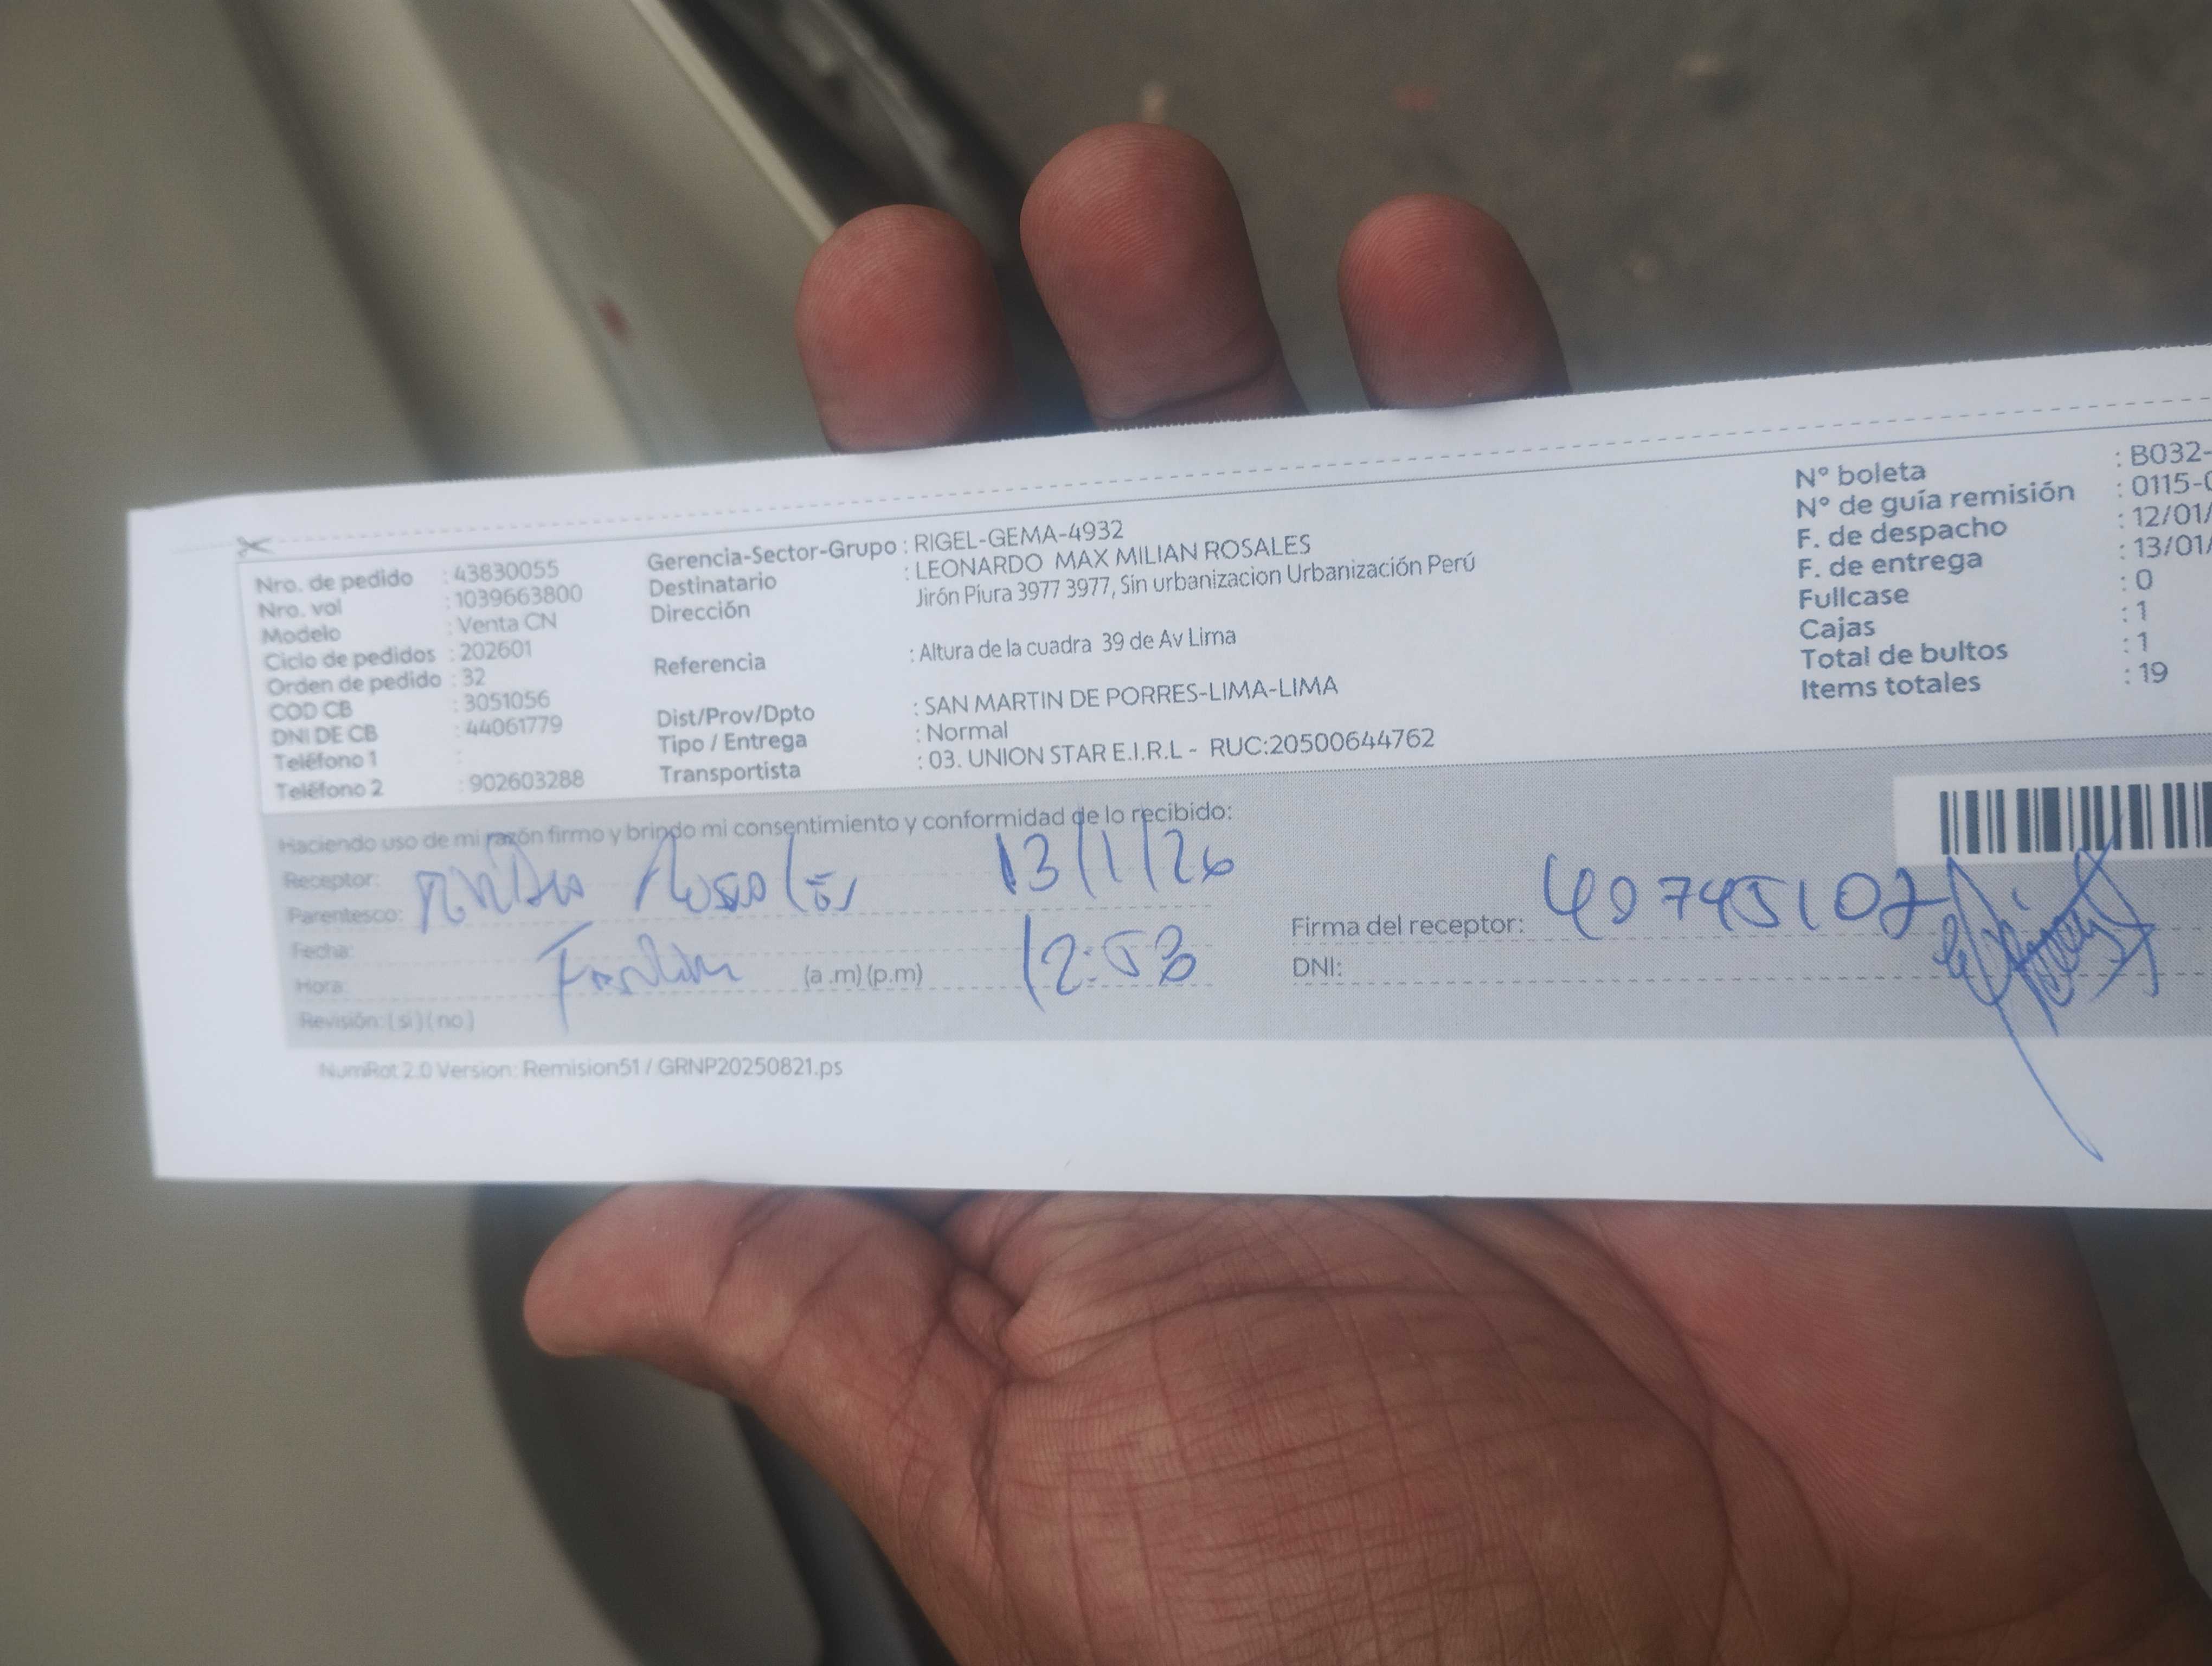 Nro. de pedido : 43830055
Nro. vol : 1039663800
Modelo : Venta CN
Ciclo de pedidos : 202601
Orden de pedido : 32
COD CB : 3051056
DNI DE CB : 44061779
Teléfono 1 :
Teléfono 2 : 902603288
Gerencia-Sector-Grupo : RIGEL-GEMA-4932
Destinatario : LEONARDO MAX MILIAN ROSALES
Dirección Jirón Piura 3977 3977, Sin urbanizacion Urbanización Perú
Referencia : Altura de la cuadra 39 de Av Lima
Dist/Prov/Dpto : SAN MARTIN DE PORRES-LIMA-LIMA
Tipo / Entrega : Normal
Transportista : 03. UNION STAR E.I.R.L - RUC:20500644762
N° boleta : B032-
N° de guía remisión : 0115-0
F. de despacho : 12/01/
F. de entrega : 13/01/
Fullcase : 0
Cajas : 1
Total de bultos : 1
Items totales : 19
Haciendo uso de mi razón firmo y brindo mi consentimiento y conformidad de lo recibido:
Receptor: Rosales 13/1/26
Parentesco:
Fecha:
Hora: (a .m) (p.m) 12:53
Revisión: ( si ) ( no )
Firma del receptor: 40745102
DNI:
NumRot 2.0 Version: Remision51 / GRNP20250821.ps